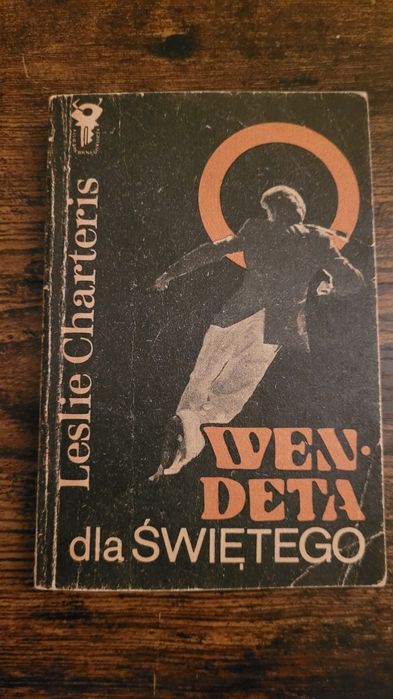 Leslie Charteris
WEN-
DETA
dla ŚWIĘTEGO